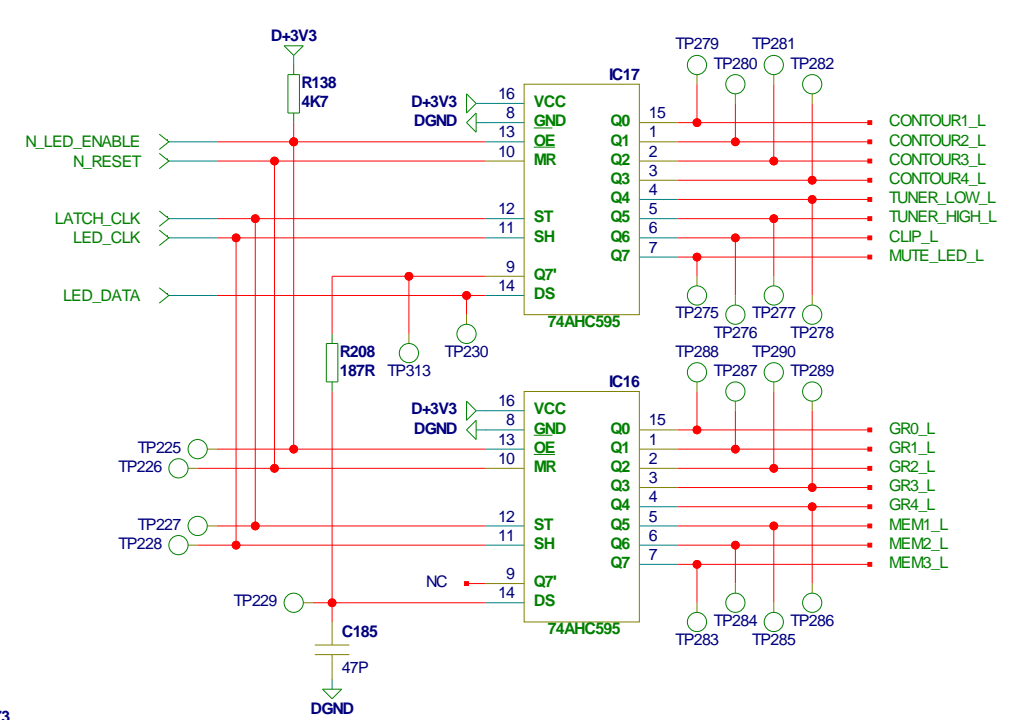 D+3V3
TP279 TP281
TP280 TP282
R138
4K7
IC17
D+3V3 16 VCC
DGND 8 GND Q0 15 CONTOUR1_L
N_LED_ENABLE 13 OE Q1 1 CONTOUR2_L
N_RESET 10 MR Q2 2 CONTOUR3_L
Q3 3 CONTOUR4_L
Q4 4 TUNER_LOW_L
LATCH_CLK 12 ST Q5 5 TUNER_HIGH_L
LED_CLK 11 SH Q6 6 CLIP_L
Q7 7 MUTE_LED_L
9 Q7'
LED_DATA 14 DS
74AHC595
TP275 TP277
TP276 TP278
R208
187R
TP313 TP230
TP288 TP290
TP287 TP289
IC16
D+3V3 16 VCC
DGND 8 GND Q0 15 GR0_L
TP225 13 OE Q1 1 GR1_L
TP226 10 MR Q2 2 GR2_L
Q3 3 GR3_L
Q4 4 GR4_L
TP227 12 ST Q5 5 MEM1_L
TP228 11 SH Q6 6 MEM2_L
Q7 7 MEM3_L
NC 9 Q7'
TP229 14 DS
74AHC595
TP284 TP286
TP283 TP285
C185
47P
DGND